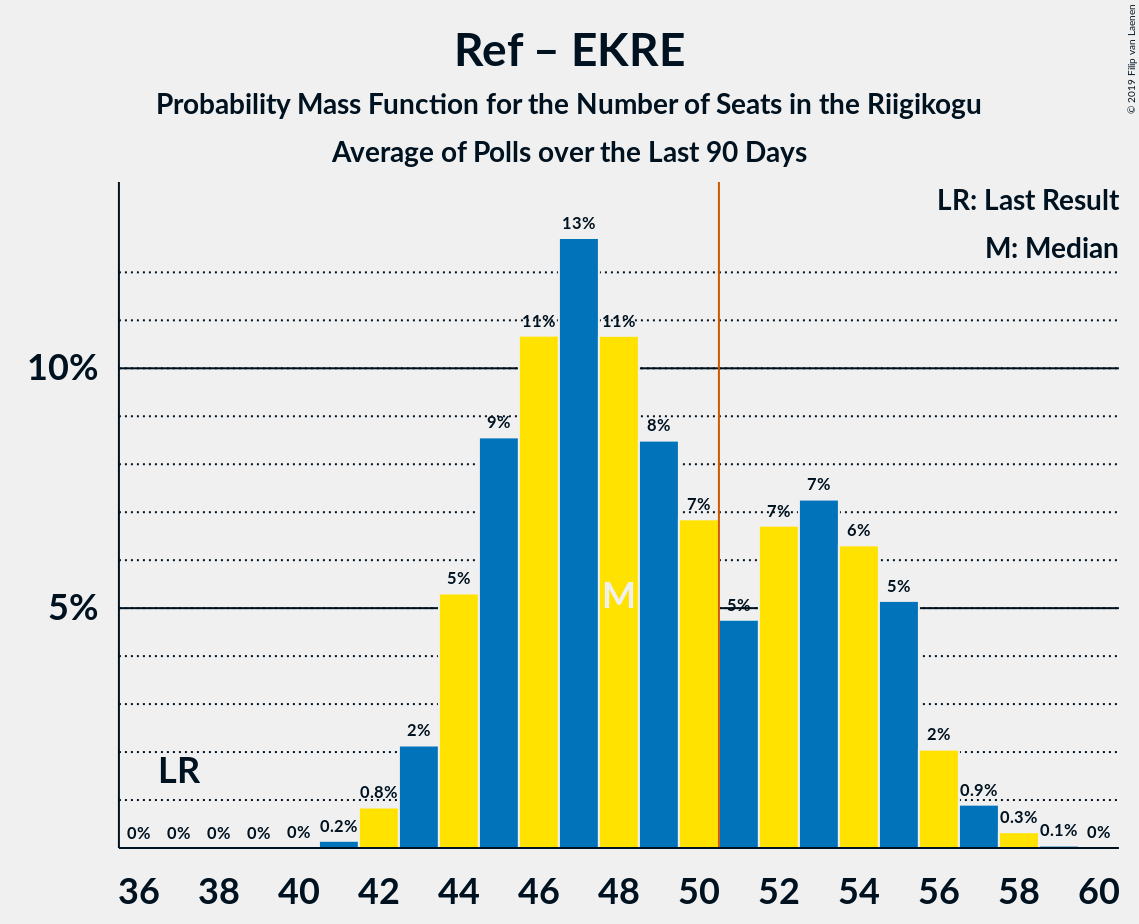 Ref – EKRE
Probability Mass Function for the Number of Seats in the Riigikogu
Average of Polls over the Last 90 Days
© 2019 Filip van Laenen
LR: Last Result
M: Median
10%
5%
LR
M
0% 0% 0% 0% 0% 0.2% 0.8% 2% 5% 9% 11% 13% 11% 8% 7% 5% 7% 7% 6% 5% 2% 0.9% 0.3% 0.1% 0%
36 38 40 42 44 46 48 50 52 54 56 58 60